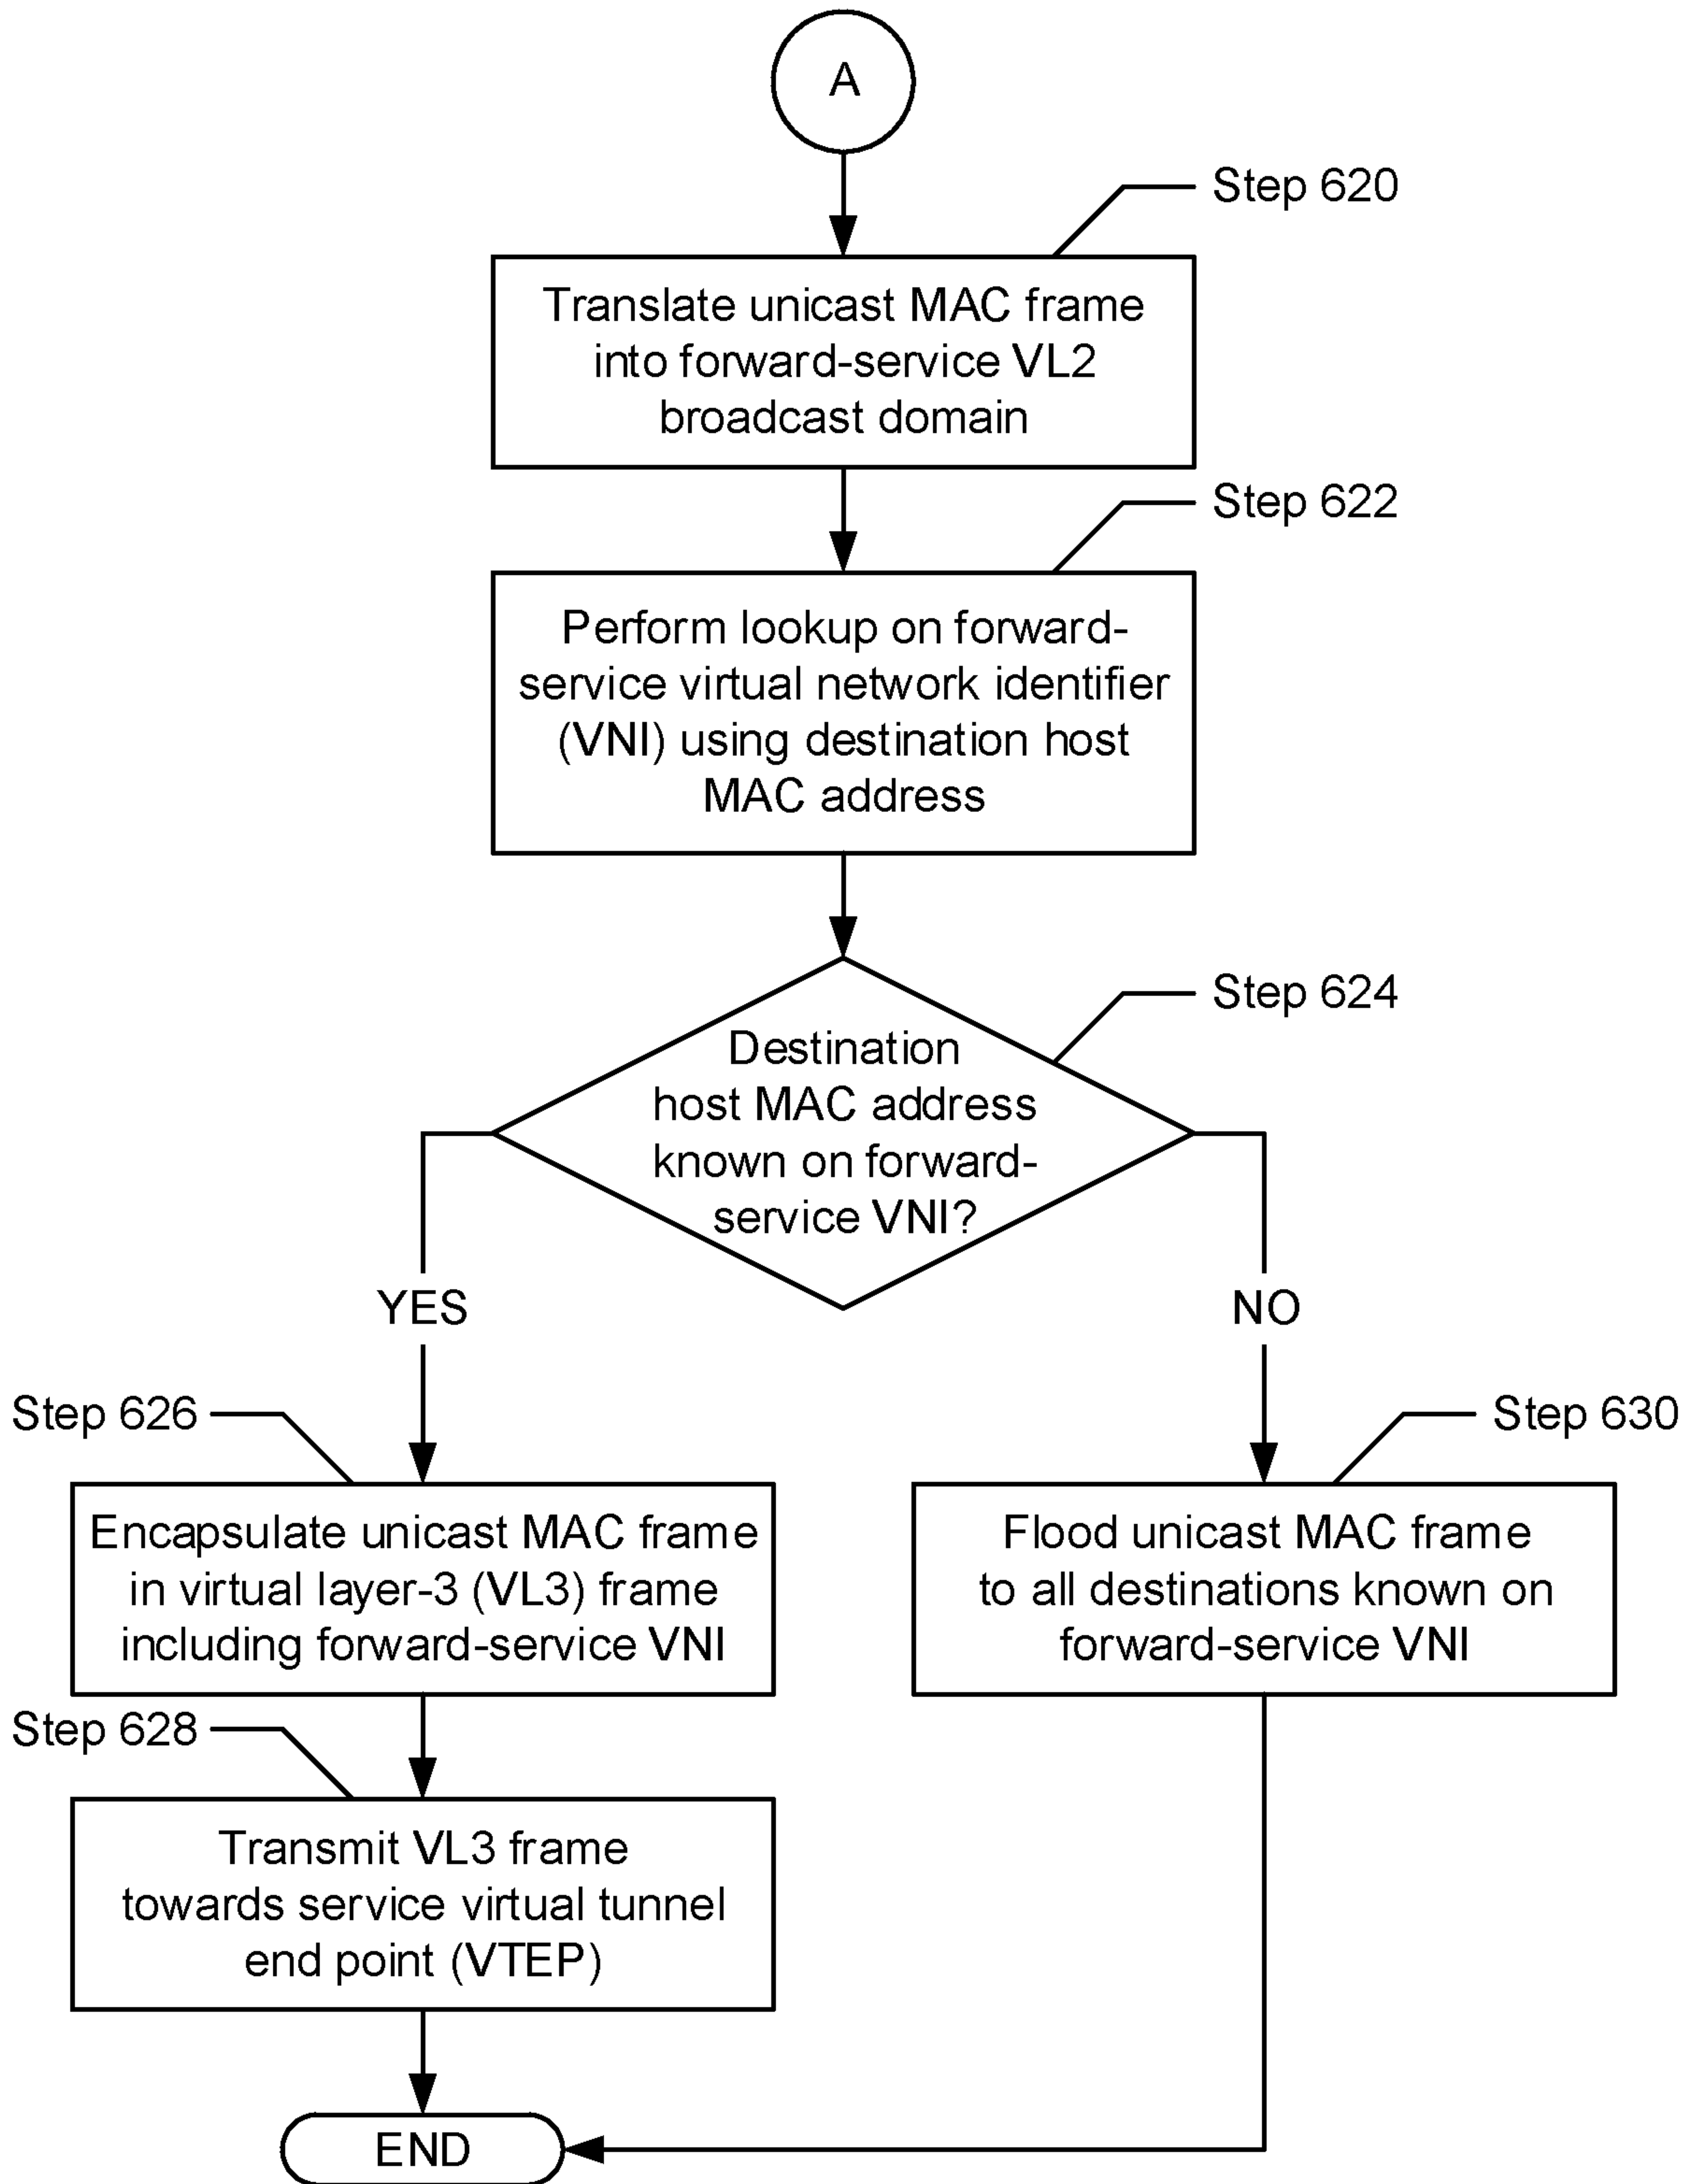 A
Step 620
Translate unicast MAC frame
into forward-service VL2
broadcast domain
Step 622
Perform lookup on forward-
service virtual network identifier
(VNI) using destination host
MAC address
Step 624
Destination
host MAC address
known on forward-
service VNI?
YES
NO
Step 626
Step 630
Encapsulate unicast MAC frame
in virtual layer-3 (VL3) frame
including forward-service VNI
Flood unicast MAC frame
to all destinations known on
forward-service VNI
Step 628
Transmit VL3 frame
towards service virtual tunnel
end point (VTEP)
END